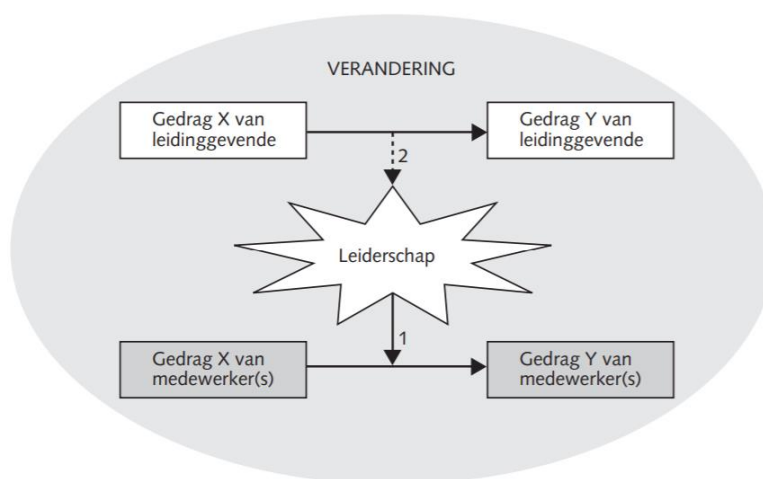 VERANDERING
Gedrag X van
leidinggevende
Gedrag Y van
leidinggevende
2
Leiderschap
1
Gedrag X van
medewerker(s)
Gedrag Y van
medewerker(s)